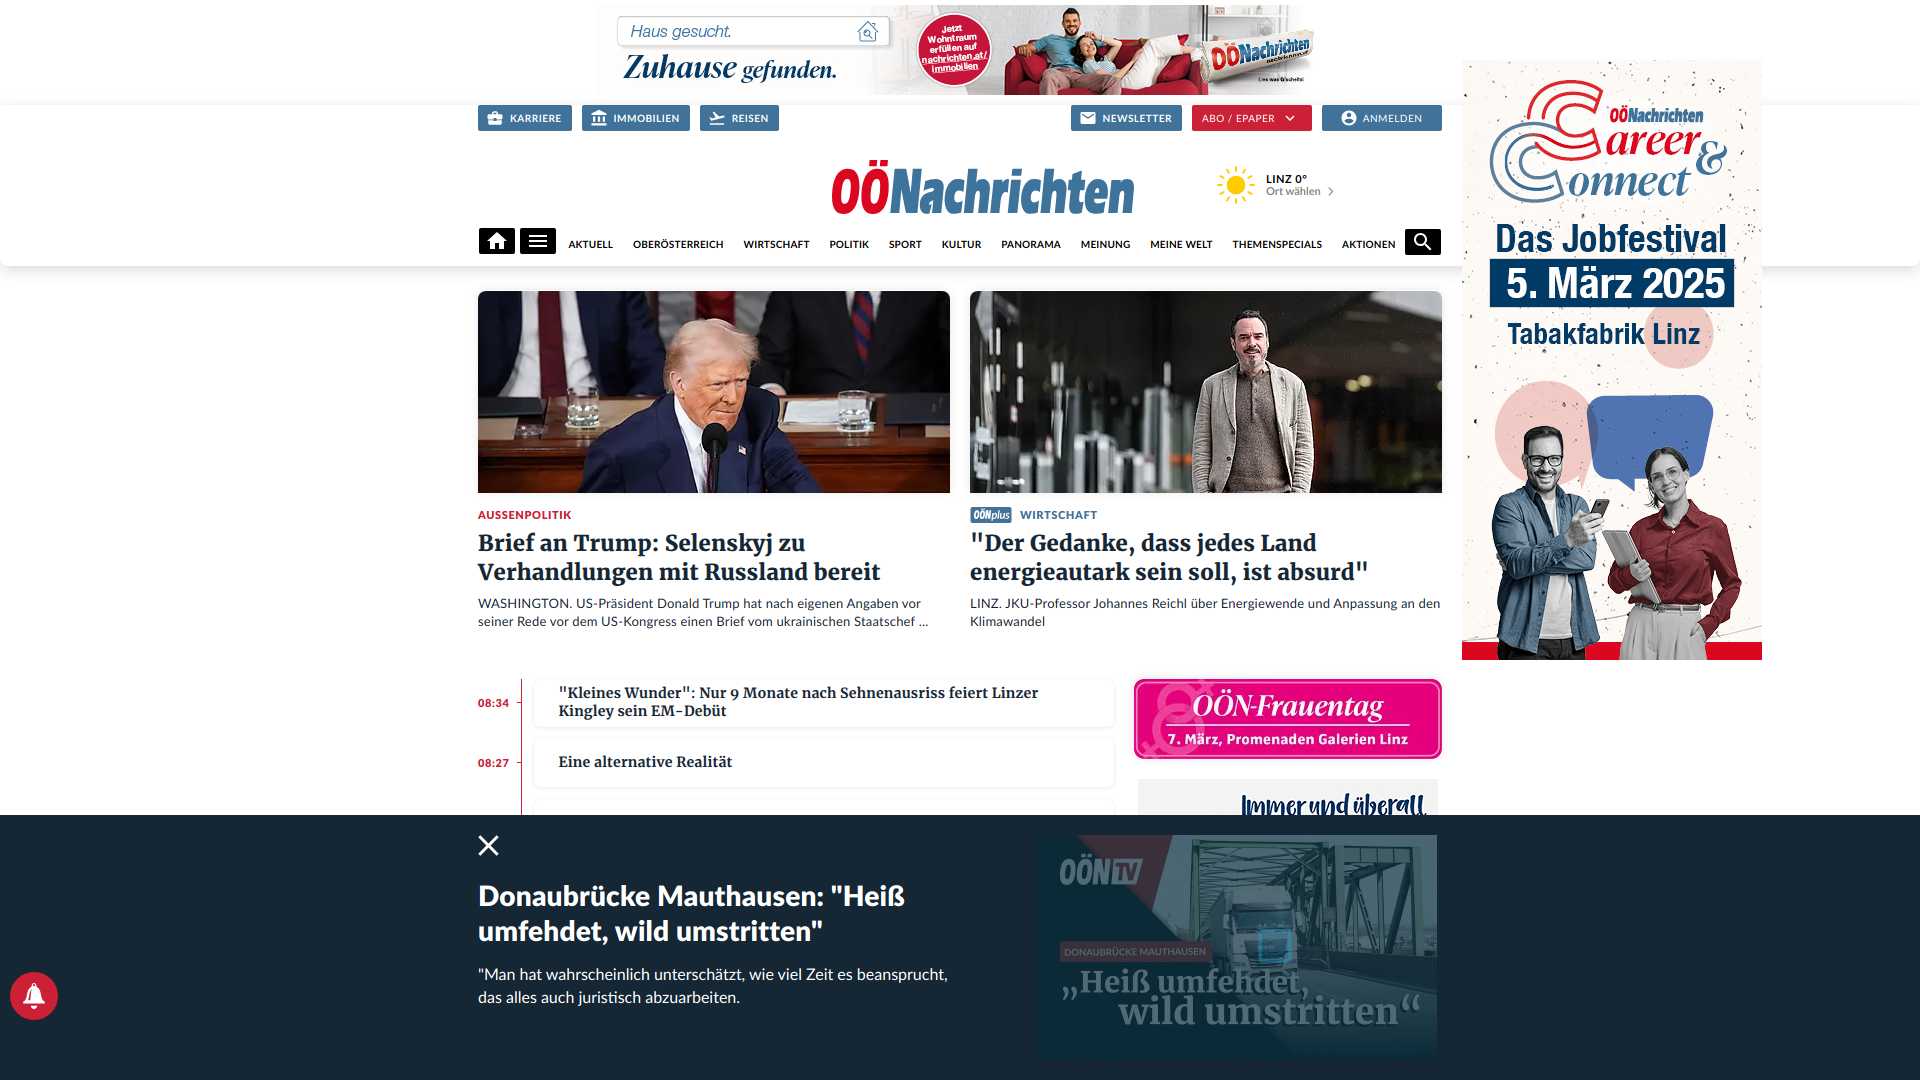 Haus gesucht.
Zuhause gefunden.
Jetzt
Wohntraum
erfüllen auf
nachrichten.at/
immobilien
OÖNachrichten
Lies was G'scheits!
KARRIERE
IMMOBILIEN
REISEN
NEWSLETTER
ABO / EPAPER
ANMELDEN
OÖNachrichten
LINZ 0°
Ort wählen
AKTUELL
OBERÖSTERREICH
WIRTSCHAFT
POLITIK
SPORT
KULTUR
PANORAMA
MEINUNG
MEINE WELT
THEMENSPECIALS
AKTIONEN
OÖNachrichten
Career &
Connect
Das Jobfestival
5. März 2025
Tabakfabrik Linz
AUSSENPOLITIK
Brief an Trump: Selenskyj zu
Verhandlungen mit Russland bereit
WASHINGTON. US-Präsident Donald Trump hat nach eigenen Angaben vor
seiner Rede vor dem US-Kongress einen Brief vom ukrainischen Staatschef ...
OÖNplus WIRTSCHAFT
"Der Gedanke, dass jedes Land
energieautark sein soll, ist absurd"
LINZ. JKU-Professor Johannes Reichl über Energiewende und Anpassung an den
Klimawandel
08:34
"Kleines Wunder": Nur 9 Monate nach Sehnenausriss feiert Linzer
Kingley sein EM-Debüt
08:27
Eine alternative Realität
OÖN-Frauentag
7. März, Promenaden Galerien Linz
Immer und überall
Donaubrücke Mauthausen: "Heiß
umfehdet, wild umstritten"
"Man hat wahrscheinlich unterschätzt, wie viel Zeit es beansprucht,
das alles auch juristisch abzuarbeiten.
OÖN TV
DONAUBRÜCKE MAUTHAUSEN
„Heiß umfehdet,
wild umstritten“